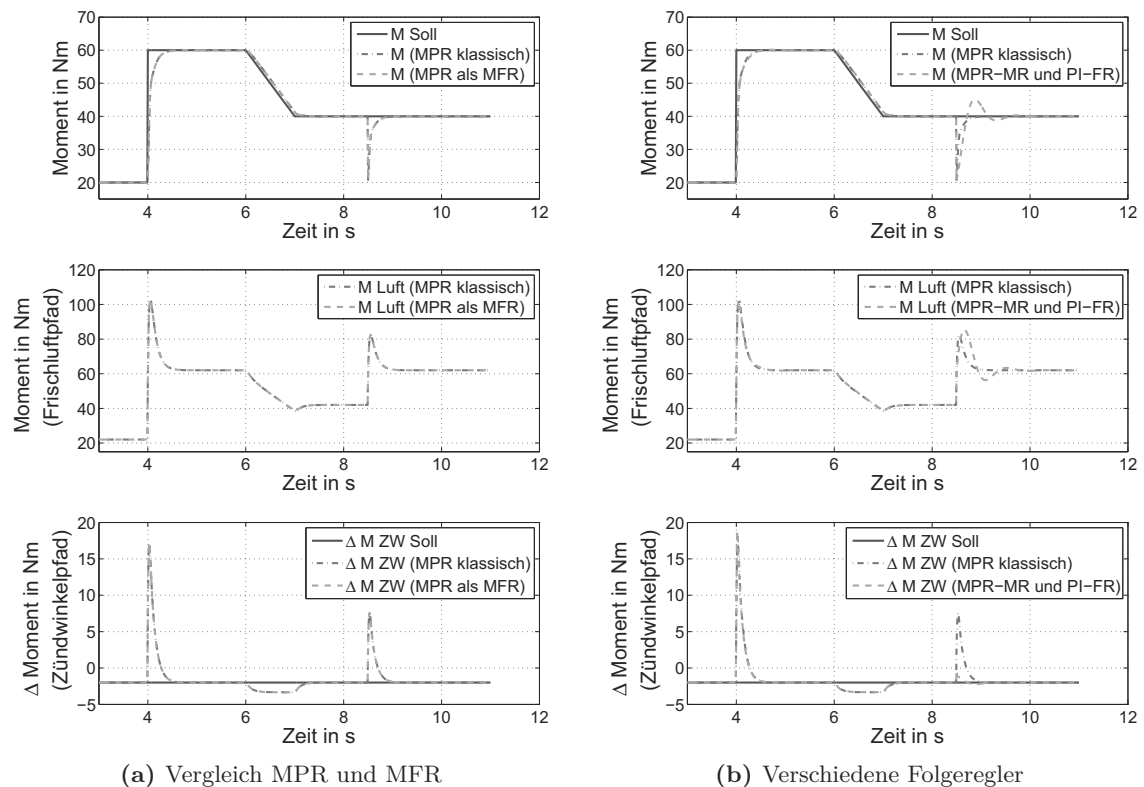 70
60
50
40
30
20
4 6 8 10 12
Moment in Nm
Zeit in s
M Soll
M (MPR klassisch)
M (MPR als MFR)
120
100
80
60
40
20
4 6 8 10 12
Moment in Nm
(Frischluftpfad)
Zeit in s
M Luft (MPR klassisch)
M Luft (MPR als MFR)
20
15
10
5
0
−5
4 6 8 10 12
Δ Moment in Nm
(Zündwinkelpfad)
Zeit in s
Δ M ZW Soll
Δ M ZW (MPR klassisch)
Δ M ZW (MPR als MFR)
(a) Vergleich MPR und MFR
70
60
50
40
30
20
4 6 8 10 12
Moment in Nm
Zeit in s
M Soll
M (MPR klassisch)
M (MPR−MR und PI−FR)
120
100
80
60
40
20
4 6 8 10 12
Moment in Nm
(Frischluftpfad)
Zeit in s
M Luft (MPR klassisch)
M Luft (MPR−MR und PI−FR)
20
15
10
5
0
−5
4 6 8 10 12
Δ Moment in Nm
(Zündwinkelpfad)
Zeit in s
Δ M ZW Soll
Δ M ZW (MPR klassisch)
Δ M ZW (MPR−MR und PI−FR)
(b) Verschiedene Folgeregler